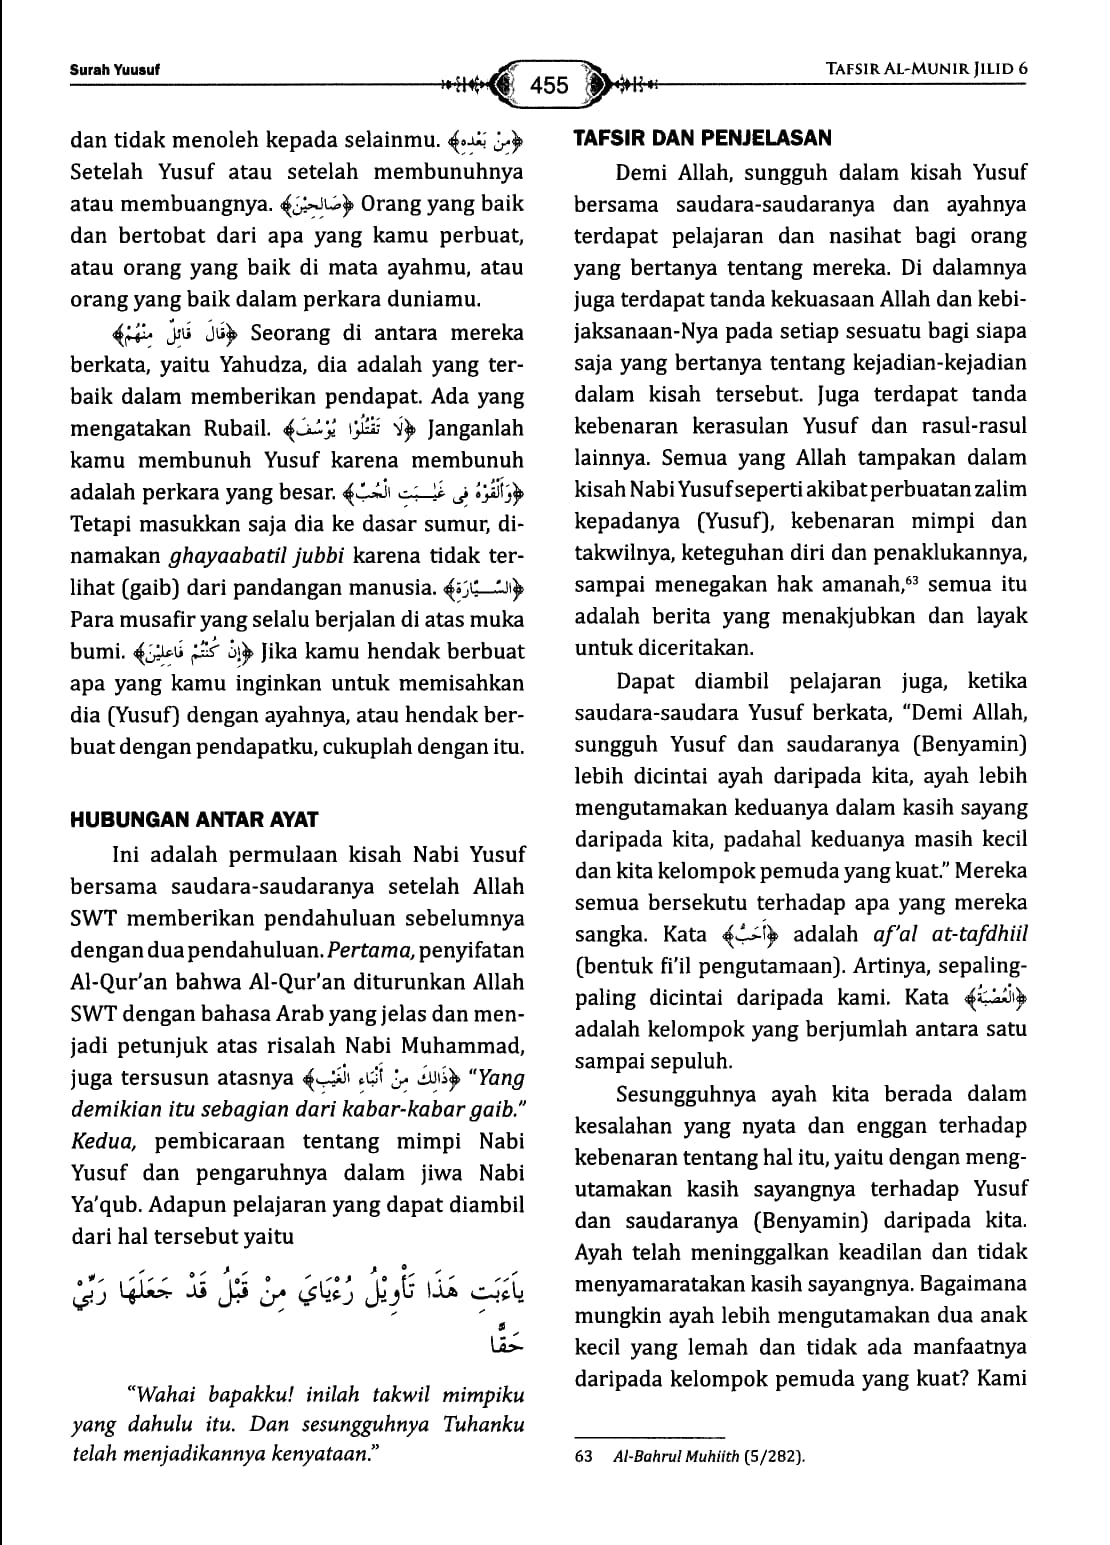 Surah Yuusuf
455
TAFSIR AL-MUNIR JILID 6
dan tidak menoleh kepada selainmu. ﴿مِنْ بَعْدِهِ﴾
Setelah Yusuf atau setelah membunuhnya
atau membuangnya. ﴿صَالِحِيْنَ﴾ Orang yang baik
dan bertobat dari apa yang kamu perbuat,
atau orang yang baik di mata ayahmu, atau
orang yang baik dalam perkara duniamu.
﴿قَالَ قَائِلٌ مِنْهُمْ﴾ Seorang di antara mereka
berkata, yaitu Yahudza, dia adalah yang ter-
baik dalam memberikan pendapat. Ada yang
mengatakan Rubail. ﴿لَا تَقْتُلُوْا يُوْسُفَ﴾ Janganlah
kamu membunuh Yusuf karena membunuh
adalah perkara yang besar. ﴿وَأَلْقُوْهُ فِى غَيٰبَتِ الْجُبِّ﴾
Tetapi masukkan saja dia ke dasar sumur, di-
namakan ghayaabatil jubbi karena tidak ter-
lihat (gaib) dari pandangan manusia. ﴿السَّيَّارَةِ﴾
Para musafir yang selalu berjalan di atas muka
bumi. ﴿إِنْ كُنْتُمْ فَاعِلِيْنَ﴾ Jika kamu hendak berbuat
apa yang kamu inginkan untuk memisahkan
dia (Yusuf) dengan ayahnya, atau hendak ber-
buat dengan pendapatku, cukuplah dengan itu.
HUBUNGAN ANTAR AYAT
Ini adalah permulaan kisah Nabi Yusuf
bersama saudara-saudaranya setelah Allah
SWT memberikan pendahuluan sebelumnya
dengan dua pendahuluan. Pertama, penyifatan
Al-Qur'an bahwa Al-Qur'an diturunkan Allah
SWT dengan bahasa Arab yang jelas dan men-
jadi petunjuk atas risalah Nabi Muhammad,
juga tersusun atasnya ﴿ذَالِكَ مِنْ أَنْبَاءِ الْغَيْبِ﴾ “Yang
demikian itu sebagian dari kabar-kabar gaib.”
Kedua, pembicaraan tentang mimpi Nabi
Yusuf dan pengaruhnya dalam jiwa Nabi
Ya'qub. Adapun pelajaran yang dapat diambil
dari hal tersebut yaitu
يٰأَبَتِ هَذَا تَأْوِيْلُ رُءْيَايَ مِنْ قَبْلُ قَدْ جَعَلَهَا رَبِّيْ
حَقًّا
“Wahai bapakku! inilah takwil mimpiku
yang dahulu itu. Dan sesungguhnya Tuhanku
telah menjadikannya kenyataan.”
TAFSIR DAN PENJELASAN
Demi Allah, sungguh dalam kisah Yusuf
bersama saudara-saudaranya dan ayahnya
terdapat pelajaran dan nasihat bagi orang
yang bertanya tentang mereka. Di dalamnya
juga terdapat tanda kekuasaan Allah dan kebi-
jaksanaan-Nya pada setiap sesuatu bagi siapa
saja yang bertanya tentang kejadian-kejadian
dalam kisah tersebut. Juga terdapat tanda
kebenaran kerasulan Yusuf dan rasul-rasul
lainnya. Semua yang Allah tampakan dalam
kisah Nabi Yusuf seperti akibat perbuatan zalim
kepadanya (Yusuf), kebenaran mimpi dan
takwilnya, keteguhan diri dan penaklukannya,
sampai menegakan hak amanah,⁶³ semua itu
adalah berita yang menakjubkan dan layak
untuk diceritakan.
Dapat diambil pelajaran juga, ketika
saudara-saudara Yusuf berkata, “Demi Allah,
sungguh Yusuf dan saudaranya (Benyamin)
lebih dicintai ayah daripada kita, ayah lebih
mengutamakan keduanya dalam kasih sayang
daripada kita, padahal keduanya masih kecil
dan kita kelompok pemuda yang kuat.” Mereka
semua bersekutu terhadap apa yang mereka
sangka. Kata ﴿أَحَبُّ﴾ adalah af'al at-tafdhiil
(bentuk fi'il pengutamaan). Artinya, sepaling-
paling dicintai daripada kami. Kata ﴿الْعُصْبَةُ﴾
adalah kelompok yang berjumlah antara satu
sampai sepuluh.
Sesungguhnya ayah kita berada dalam
kesalahan yang nyata dan enggan terhadap
kebenaran tentang hal itu, yaitu dengan meng-
utamakan kasih sayangnya terhadap Yusuf
dan saudaranya (Benyamin) daripada kita.
Ayah telah meninggalkan keadilan dan tidak
menyamaratakan kasih sayangnya. Bagaimana
mungkin ayah lebih mengutamakan dua anak
kecil yang lemah dan tidak ada manfaatnya
daripada kelompok pemuda yang kuat? Kami
63 Al-Bahrul Muhiith (5/282).